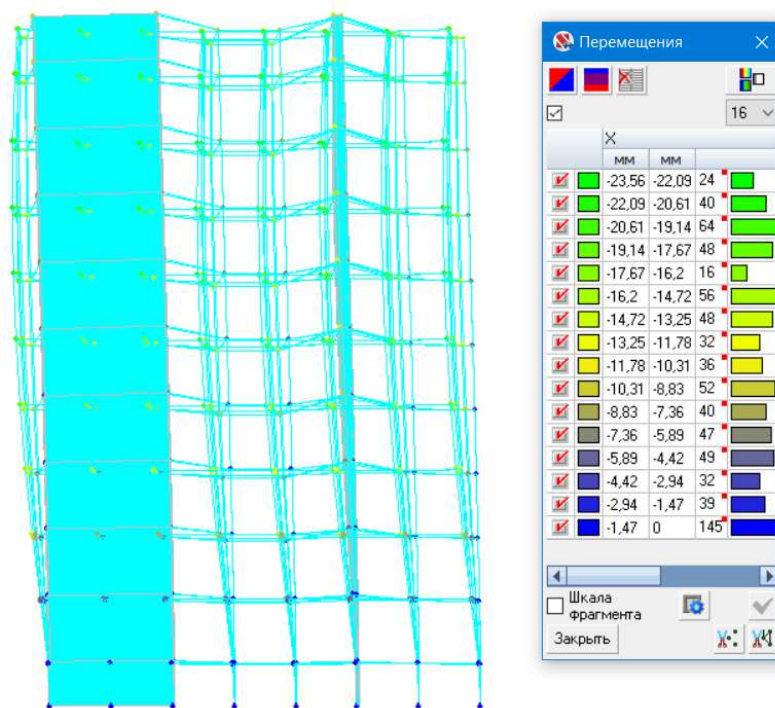 Перемещения
16
X
мм мм
-23,56 -22,09 24
-22,09 -20,61 40
-20,61 -19,14 64
-19,14 -17,67 48
-17,67 -16,2 16
-16,2 -14,72 56
-14,72 -13,25 48
-13,25 -11,78 32
-11,78 -10,31 36
-10,31 -8,83 52
-8,83 -7,36 40
-7,36 -5,89 47
-5,89 -4,42 49
-4,42 -2,94 32
-2,94 -1,47 39
-1,47 0 145
Шкала
фрагмента
Закрыть